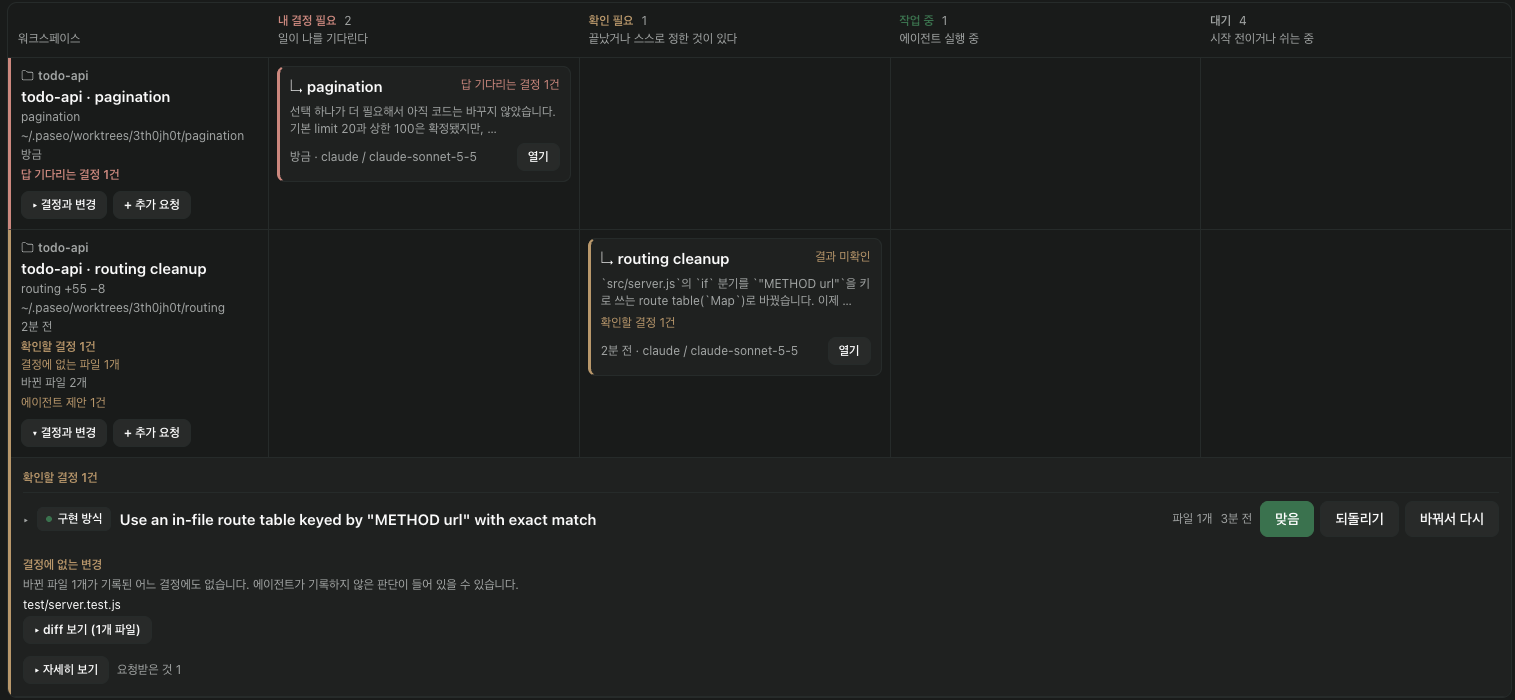 워크스페이스
내 결정 필요 2
일이 나를 기다린다
확인 필요 1
끝났거나 스스로 정한 것이 있다
작업 중 1
에이전트 실행 중
대기 4
시작 전이거나 쉬는 중
todo-api
todo-api · pagination
pagination
~/.paseo/worktrees/3th0jh0t/pagination
방금
답 기다리는 결정 1건
▸ 결정과 변경 + 추가 요청
pagination 답 기다리는 결정 1건
선택 하나가 더 필요해서 아직 코드는 바꾸지 않았습니다.
기본 limit 20과 상한 100은 확정됐지만, ...
방금 · claude / claude-sonnet-5-5 열기
todo-api
todo-api · routing cleanup
routing +55 −8
~/.paseo/worktrees/3th0jh0t/routing
2분 전
확인할 결정 1건
결정에 없는 파일 1개
바뀐 파일 2개
에이전트 제안 1건
▾ 결정과 변경 + 추가 요청
routing cleanup 결과 미확인
`src/server.js`의 `if` 분기를 `"METHOD url"`을 키
로 쓰는 route table(`Map`)로 바꿨습니다. 이제 ...
확인할 결정 1건
2분 전 · claude / claude-sonnet-5-5 열기
확인할 결정 1건
▸ 구현 방식 Use an in-file route table keyed by "METHOD url" with exact match 파일 1개 3분 전 맞음 되돌리기 바꿔서 다시
결정에 없는 변경
바뀐 파일 1개가 기록된 어느 결정에도 없습니다. 에이전트가 기록하지 않은 판단이 들어 있을 수 있습니다.
test/server.test.js
▸ diff 보기 (1개 파일)
▸ 자세히 보기 요청받은 것 1